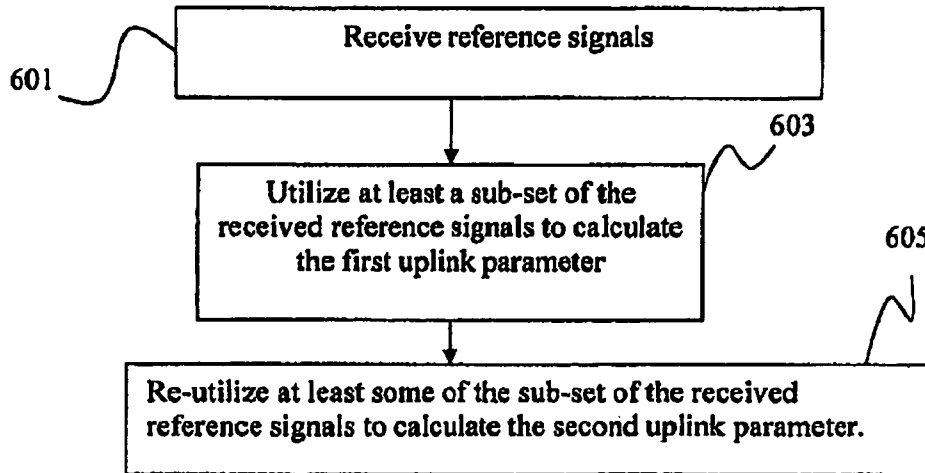 Receive reference signals
601
603
Utilize at least a sub-set of the
received reference signals to calculate
the first uplink parameter
605
Re-utilize at least some of the sub-set of the received
reference signals to calculate the second uplink parameter.